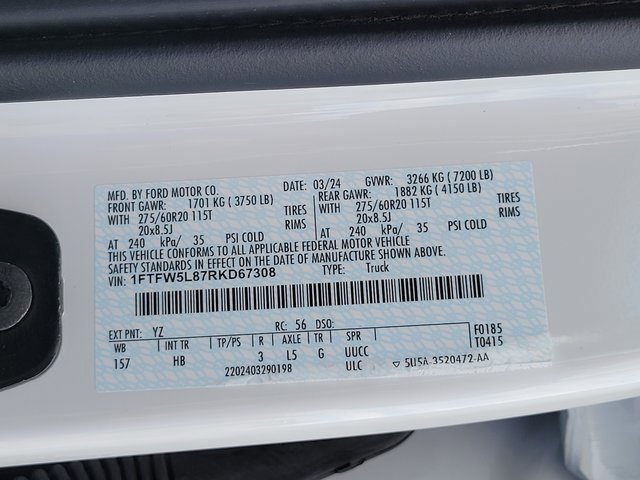 MFD. BY FORD MOTOR CO. DATE: 03/24 GVWR: 3266 KG ( 7200 LB)
FRONT GAWR: 1701 KG ( 3750 LB) REAR GAWR: 1882 KG ( 4150 LB)
WITH 275/60R20 115T TIRES WITH 275/60R20 115T TIRES
20x8.5J RIMS 20x8.5J RIMS
AT 240 kPa/ 35 PSI COLD AT 240 kPa/ 35 PSI COLD
THIS VEHICLE CONFORMS TO ALL APPLICABLE FEDERAL MOTOR VEHICLE
SAFETY STANDARDS IN EFFECT ON THE DATE OF MANUFACTURE SHOWN ABOVE.
VIN: 1FTFW5L87RKD67308 TYPE: Truck
EXT PNT: YZ RC: 56 DSO:
WB INT TR TP/PS R AXLE TR SPR F0185
157 HB 3 L5 G UUCC T0415
2202403290198 ULC 5U5A-3520472-AA